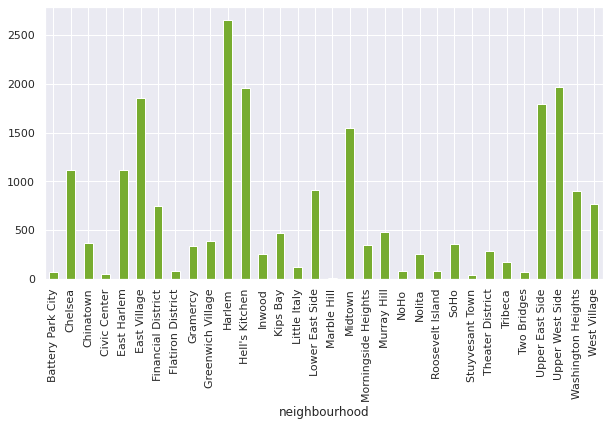 2500
2000
1500
1000
500
0
Battery Park City
Chelsea
Chinatown
Civic Center
East Harlem
East Village
Financial District
Flatiron District
Gramercy
Greenwich Village
Harlem
Hell's Kitchen
Inwood
Kips Bay
Little Italy
Lower East Side
Marble Hill
Midtown
Morningside Heights
Murray Hill
NoHo
Nolita
Roosevelt Island
SoHo
Stuyvesant Town
Theater District
Tribeca
Two Bridges
Upper East Side
Upper West Side
Washington Heights
West Village
neighbourhood